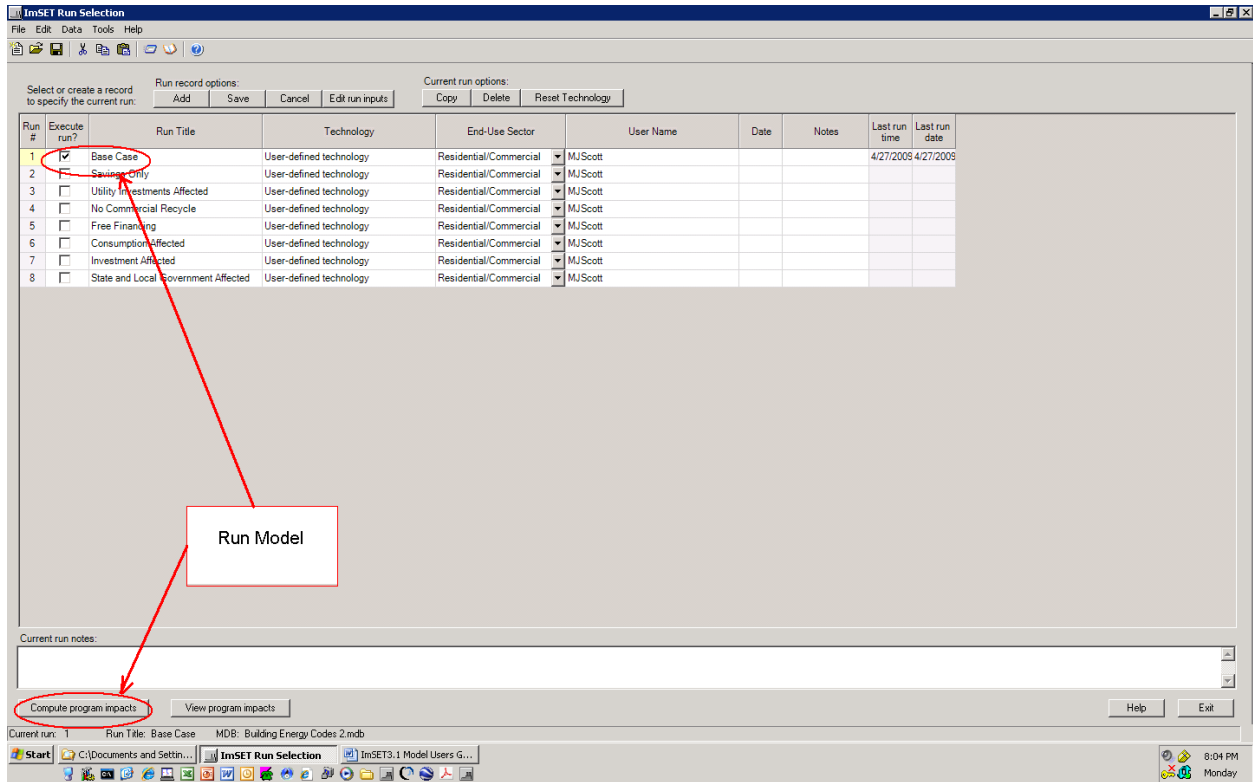 ImSET Run Selection
File Edit Data Tools Help
Select or create a record
to specify the current run:
Run record options:
Add Save Cancel Edit run inputs
Current run options:
Copy Delete Reset Technology
Run # Execute run? Run Title Technology End-Use Sector User Name Date Notes Last run time Last run date
1 Base Case User-defined technology Residential/Commercial MJScott 4/27/2009 4/27/2009
2 Savings Only User-defined technology Residential/Commercial MJScott
3 Utility Investments Affected User-defined technology Residential/Commercial MJScott
4 No Commercial Recycle User-defined technology Residential/Commercial MJScott
5 Free Financing User-defined technology Residential/Commercial MJScott
6 Consumption Affected User-defined technology Residential/Commercial MJScott
7 Investment Affected User-defined technology Residential/Commercial MJScott
8 State and Local Government Affected User-defined technology Residential/Commercial MJScott
Run Model
Current run notes:
Compute program impacts View program impacts Help Exit
Current run: 1 Run Title: Base Case MDB: Building Energy Codes 2.mdb
Start C:\Documents and Settin... ImSET Run Selection ImSET3.1 Model Users G... 8:04 PM
Monday